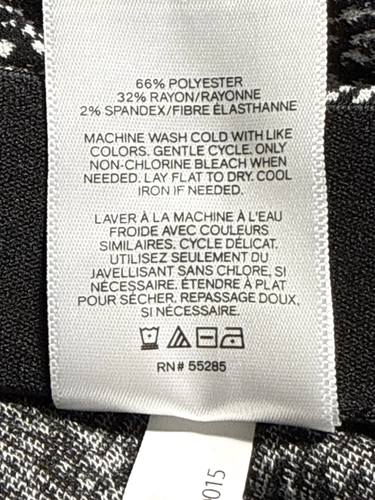 66% POLYESTER
32% RAYON/RAYONNE
2% SPANDEX/FIBRE ÉLASTHANNE
MACHINE WASH COLD WITH LIKE
COLORS. GENTLE CYCLE. ONLY
NON-CHLORINE BLEACH WHEN
NEEDED. LAY FLAT TO DRY. COOL
IRON IF NEEDED.
LAVER À LA MACHINE À L'EAU
FROIDE AVEC COULEURS
SIMILAIRES. CYCLE DÉLICAT.
UTILISEZ SEULEMENT DU
JAVELLISANT SANS CHLORE, SI
NÉCESSAIRE. ÉTENDRE À PLAT
POUR SÉCHER. REPASSAGE DOUX,
SI NÉCESSAIRE.
RN# 55285
0015